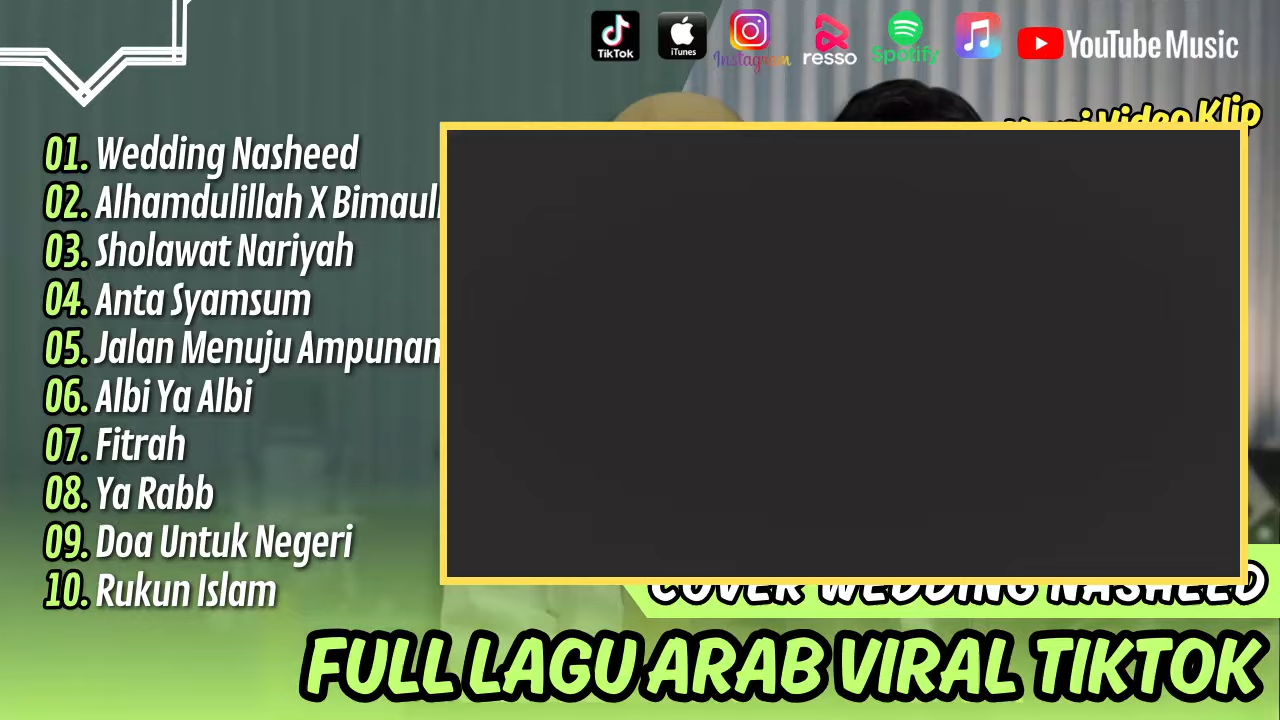 TikTok
iTunes
Instagram
resso
Spotify
YouTube Music
Video Klip
01. Wedding Nasheed
02. Alhamdulillah X
03. Sholawat Nariyah
04. Anta Syamsum
05. Jalan Menuju Ampunan
06. Albi Ya Albi
07. Fitrah
08. Ya Rabb
09. Doa Untuk Negeri
10. Rukun Islam
COVER WEDDING NASHEED
FULL LAGU ARAB VIRAL TIKTOK